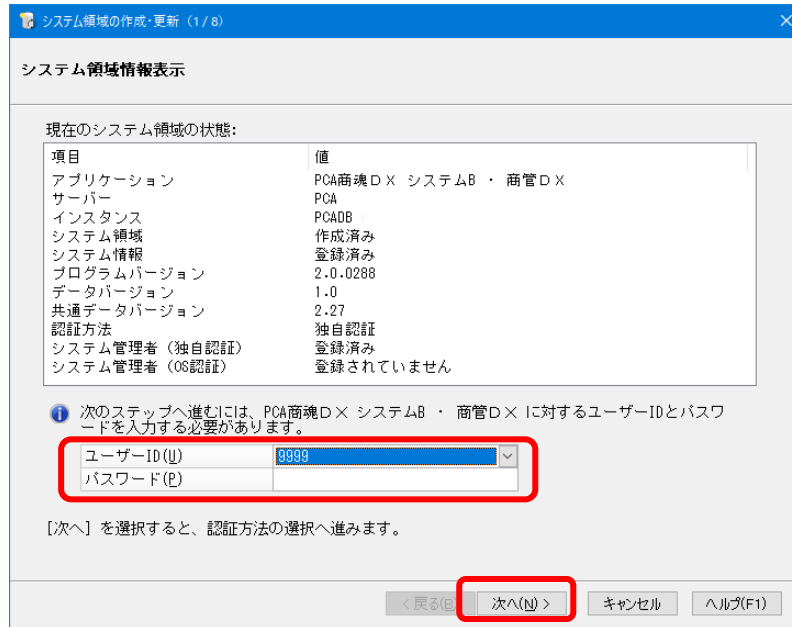 システム領域の作成・更新 (1/8)
システム領域情報表示
現在のシステム領域の状態:
項目 値
アプリケーション PCA商魂DX システムB ・ 商管DX
サーバー PCA
インスタンス PCADB
システム領域 作成済み
システム情報 登録済み
プログラムバージョン 2.0.0288
データバージョン 1.0
共通データバージョン 2.27
認証方法 独自認証
システム管理者 (独自認証) 登録済み
システム管理者 (OS認証) 登録されていません
次のステップへ進むには、PCA商魂DX システムB ・ 商管DX に対するユーザーIDとパスワ
ードを入力する必要があります。
ユーザーID(U) 9999
パスワード(P)
[次へ] を選択すると、認証方法の選択へ進みます。
< 戻る(B) 次へ(N) > キャンセル ヘルプ(F1)